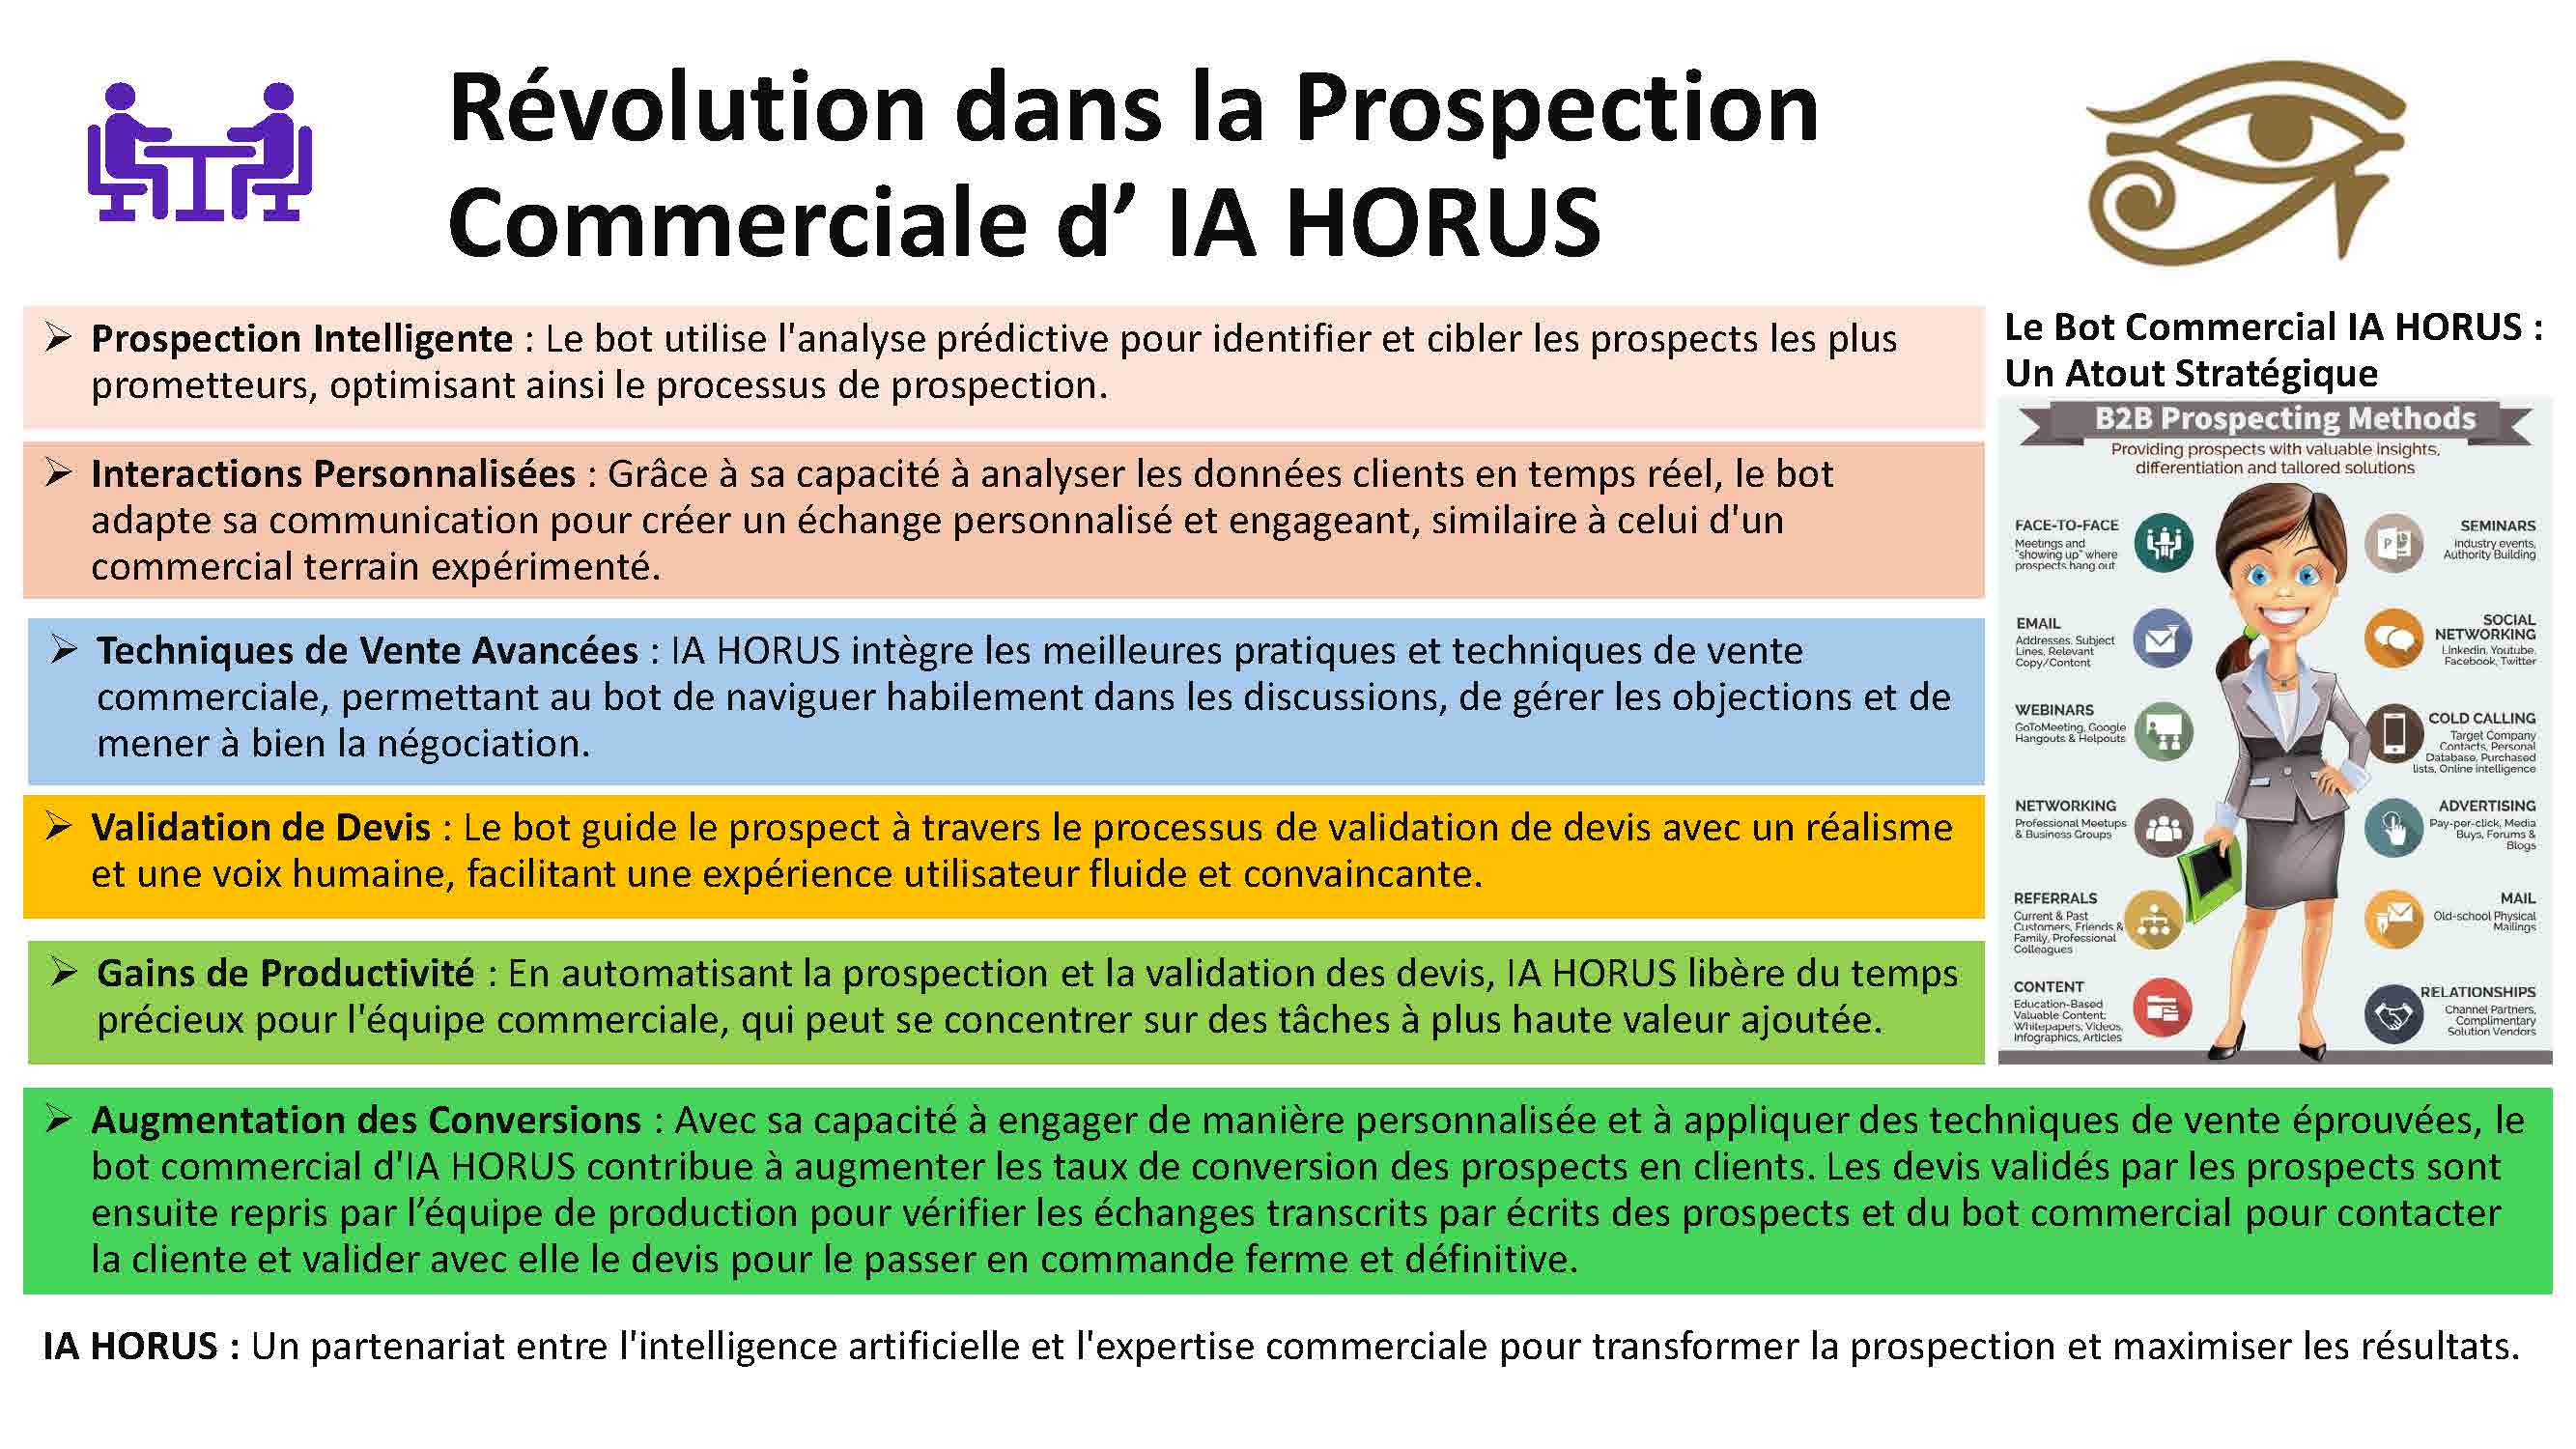 Révolution dans la Prospection
Commerciale d’ IA HORUS
➢ Prospection Intelligente : Le bot utilise l'analyse prédictive pour identifier et cibler les prospects les plus
prometteurs, optimisant ainsi le processus de prospection.
➢ Interactions Personnalisées : Grâce à sa capacité à analyser les données clients en temps réel, le bot
adapte sa communication pour créer un échange personnalisé et engageant, similaire à celui d'un
commercial terrain expérimenté.
➢ Techniques de Vente Avancées : IA HORUS intègre les meilleures pratiques et techniques de vente
commerciale, permettant au bot de naviguer habilement dans les discussions, de gérer les objections et de
mener à bien la négociation.
➢ Validation de Devis : Le bot guide le prospect à travers le processus de validation de devis avec un réalisme
et une voix humaine, facilitant une expérience utilisateur fluide et convaincante.
➢ Gains de Productivité : En automatisant la prospection et la validation des devis, IA HORUS libère du temps
précieux pour l'équipe commerciale, qui peut se concentrer sur des tâches à plus haute valeur ajoutée.
Le Bot Commercial IA HORUS :
Un Atout Stratégique
B2B Prospecting Methods
Providing prospects with valuable insights,
differentiation and tailored solutions
FACE-TO-FACE
Meetings and
"showing up" where
prospects hang out
EMAIL
Addresses, Subject
Lines, Relevant
Copy/Content
WEBINARS
GoToMeeting, Google
Hangouts & Helpouts
NETWORKING
Professional Meetups
& Business Groups
REFERRALS
Current & Past
Customers, Friends &
Family, Professional
Colleagues
CONTENT
Education-Based
Valuable Content:
Whitepapers, Videos,
Infographics, Articles
P
SEMINARS
Industry events,
Authority Building
SOCIAL
NETWORKING
Linkedin, Youtube,
Facebook, Twitter
COLD CALLING
Target Company
Contacts, Personal
Database, Purchased
lists, Online intelligence
ADVERTISING
Pay-per-click, Media
Buys, Forums &
Blogs
MAIL
Old-school Physical
Mailings
RELATIONSHIPS
Channel Partners,
Complimentary
Solution Vendors
➢ Augmentation des Conversions : Avec sa capacité à engager de manière personnalisée et à appliquer des techniques de vente éprouvées, le
bot commercial d'IA HORUS contribue à augmenter les taux de conversion des prospects en clients. Les devis validés par les prospects sont
ensuite repris par l’équipe de production pour vérifier les échanges transcrits par écrits des prospects et du bot commercial pour contacter
la cliente et valider avec elle le devis pour le passer en commande ferme et définitive.
IA HORUS : Un partenariat entre l'intelligence artificielle et l'expertise commerciale pour transformer la prospection et maximiser les résultats.